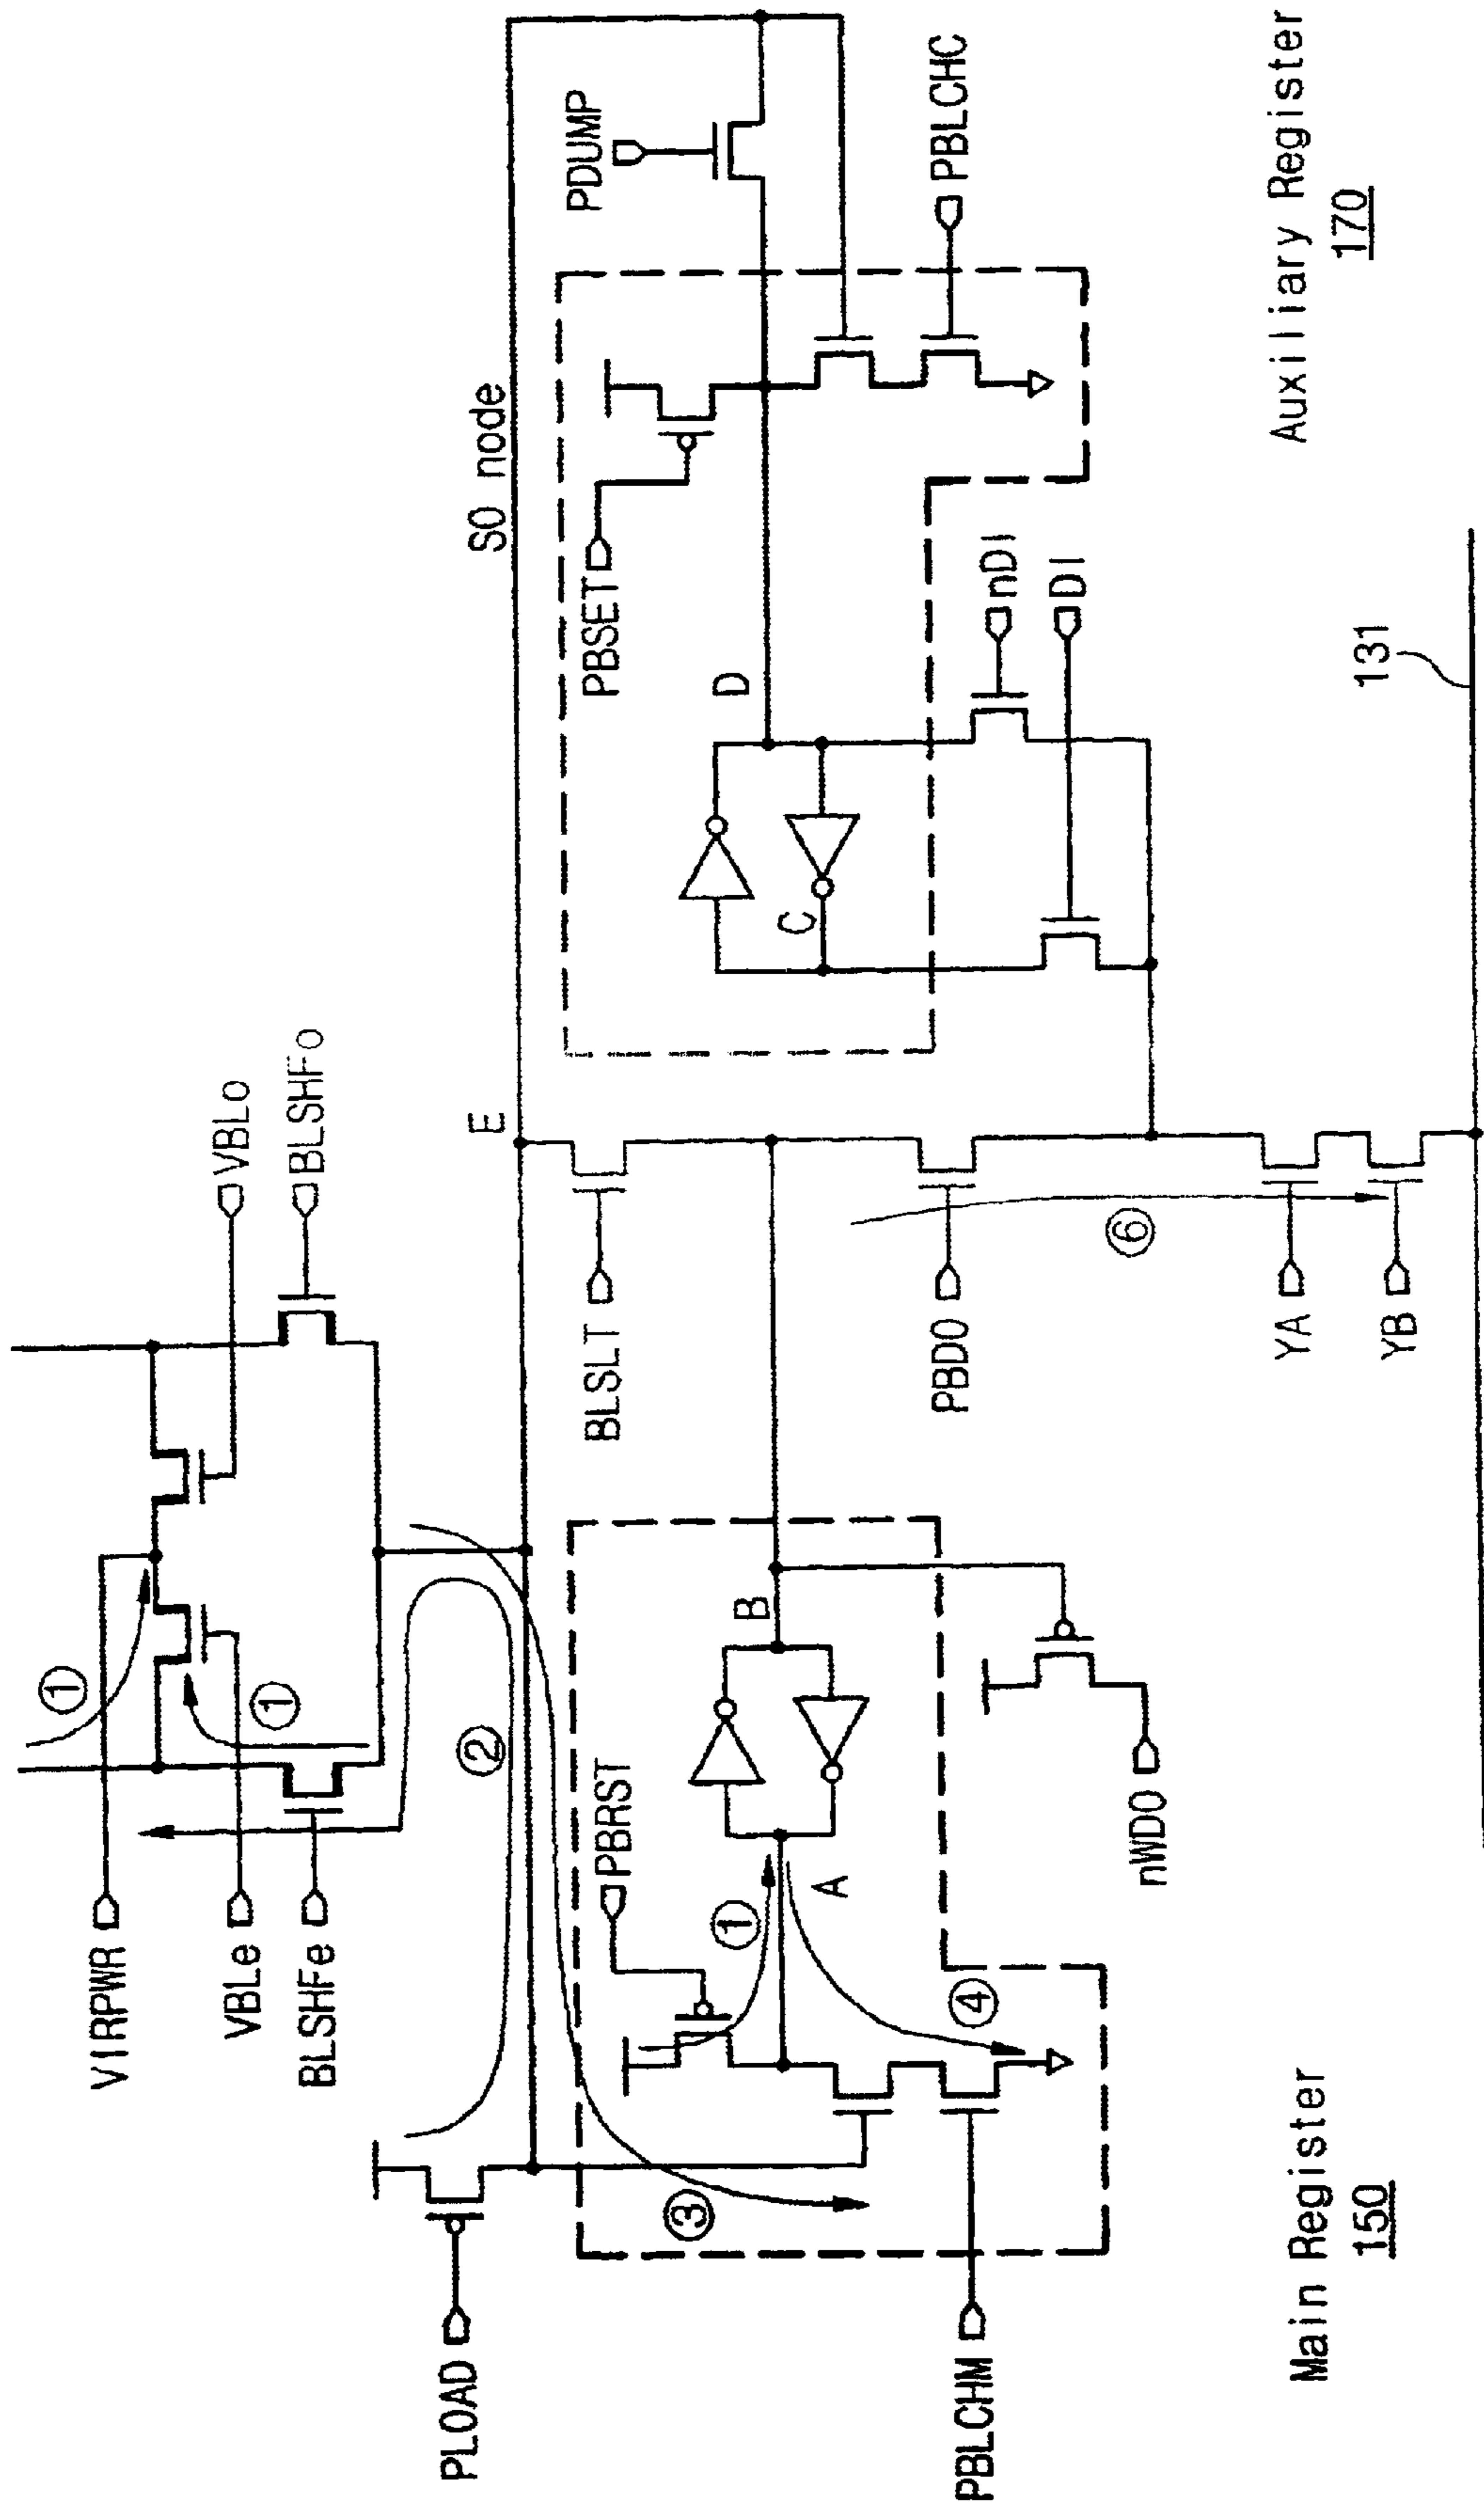 VIRPWR
VBLe
BLSHFe
VBLo
BLSHFo
①
①
②
③
①
④
⑥
PLOAD
SO node
E
PBRST
B
A
PBLCHM
nWDO
BLSLT
PBDO
YA
YB
PBSET
PDUMP
D
C
nDI
DI
PBLCHC
131
Main Register
150
Auxiliary Register
170